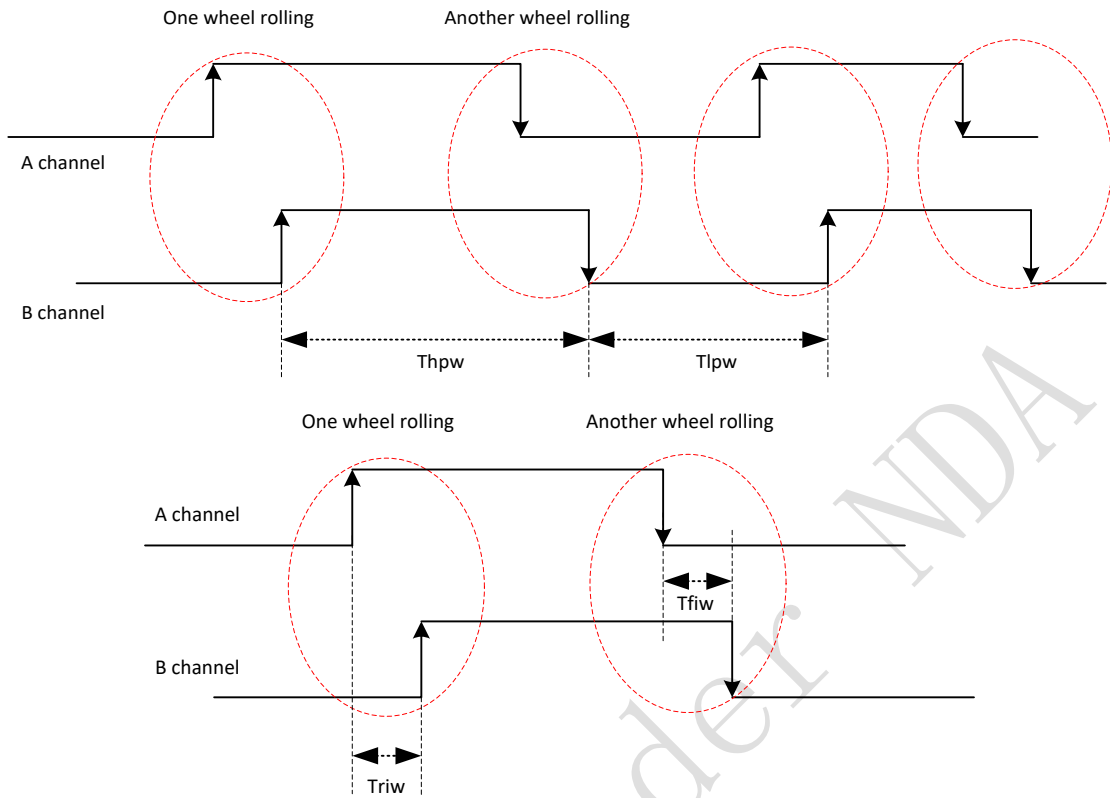 One wheel rolling
Another wheel rolling
A channel
B channel
Thpw
Tlpw
One wheel rolling
Another wheel rolling
A channel
Tfiw
B channel
Triw
der NDA